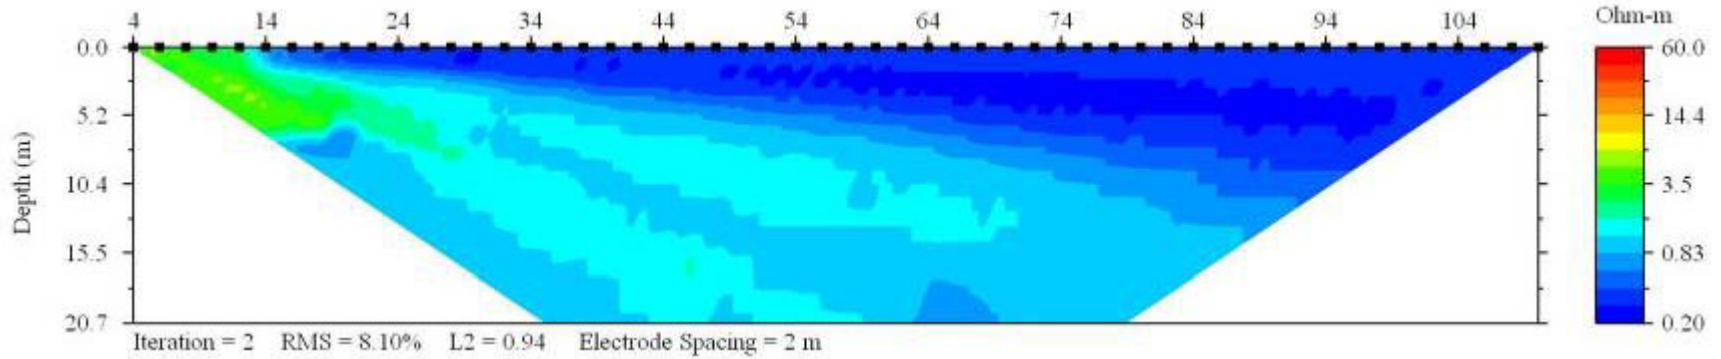 4 14 24 34 44 54 64 74 84 94 104
Ohm-m
0.0
5.2
10.4
15.5
20.7
Depth (m)
60.0
14.4
3.5
0.83
0.20
Iteration = 2 RMS = 8.10% L2 = 0.94 Electrode Spacing = 2 m